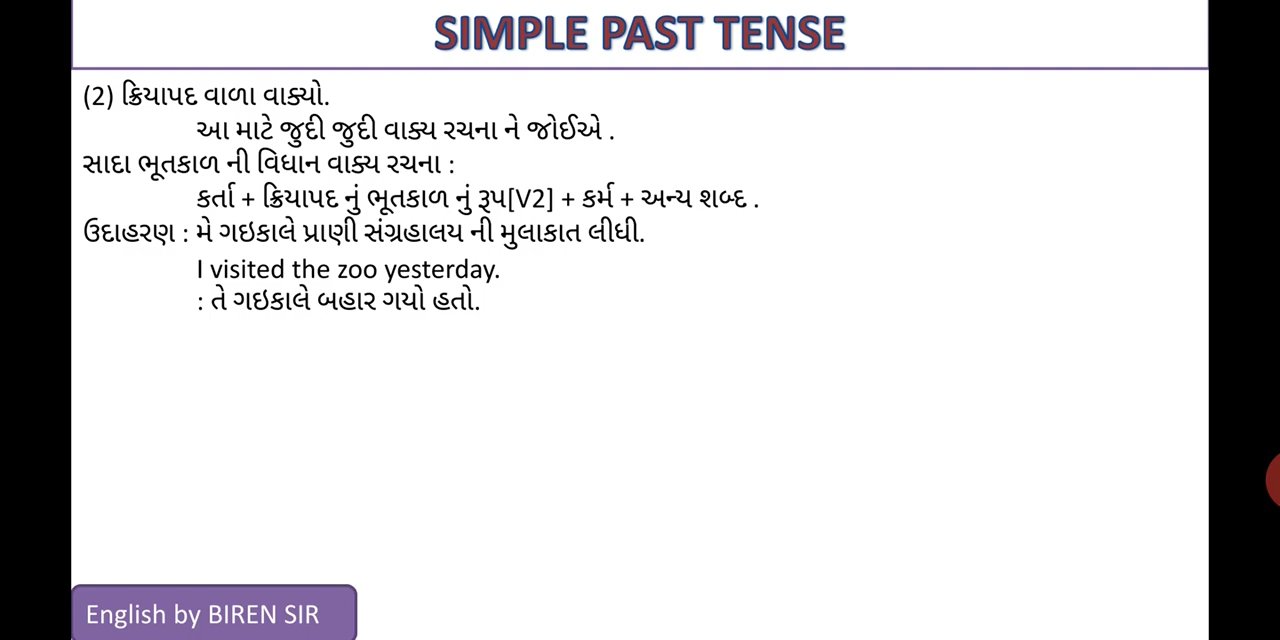 SIMPLE PAST TENSE
(2) ક્રિયાપદ વાળા વાક્યો.
આ માટે જુદી જુદી વાક્ય રચના ને જોઈએ .
સાદા ભૂતકાળ ની વિધાન વાક્ય રચના :
કર્તા + ક્રિયાપદ નું ભૂતકાળ નું રૂપ[V2] + કર્મ + અન્ય શબ્દ .
ઉદાહરણ : મે ગઇકાલે પ્રાણી સંગ્રહાલય ની મુલાકાત લીધી.
I visited the zoo yesterday.
: તે ગઇકાલે બહાર ગયો હતો.
English by BIREN SIR